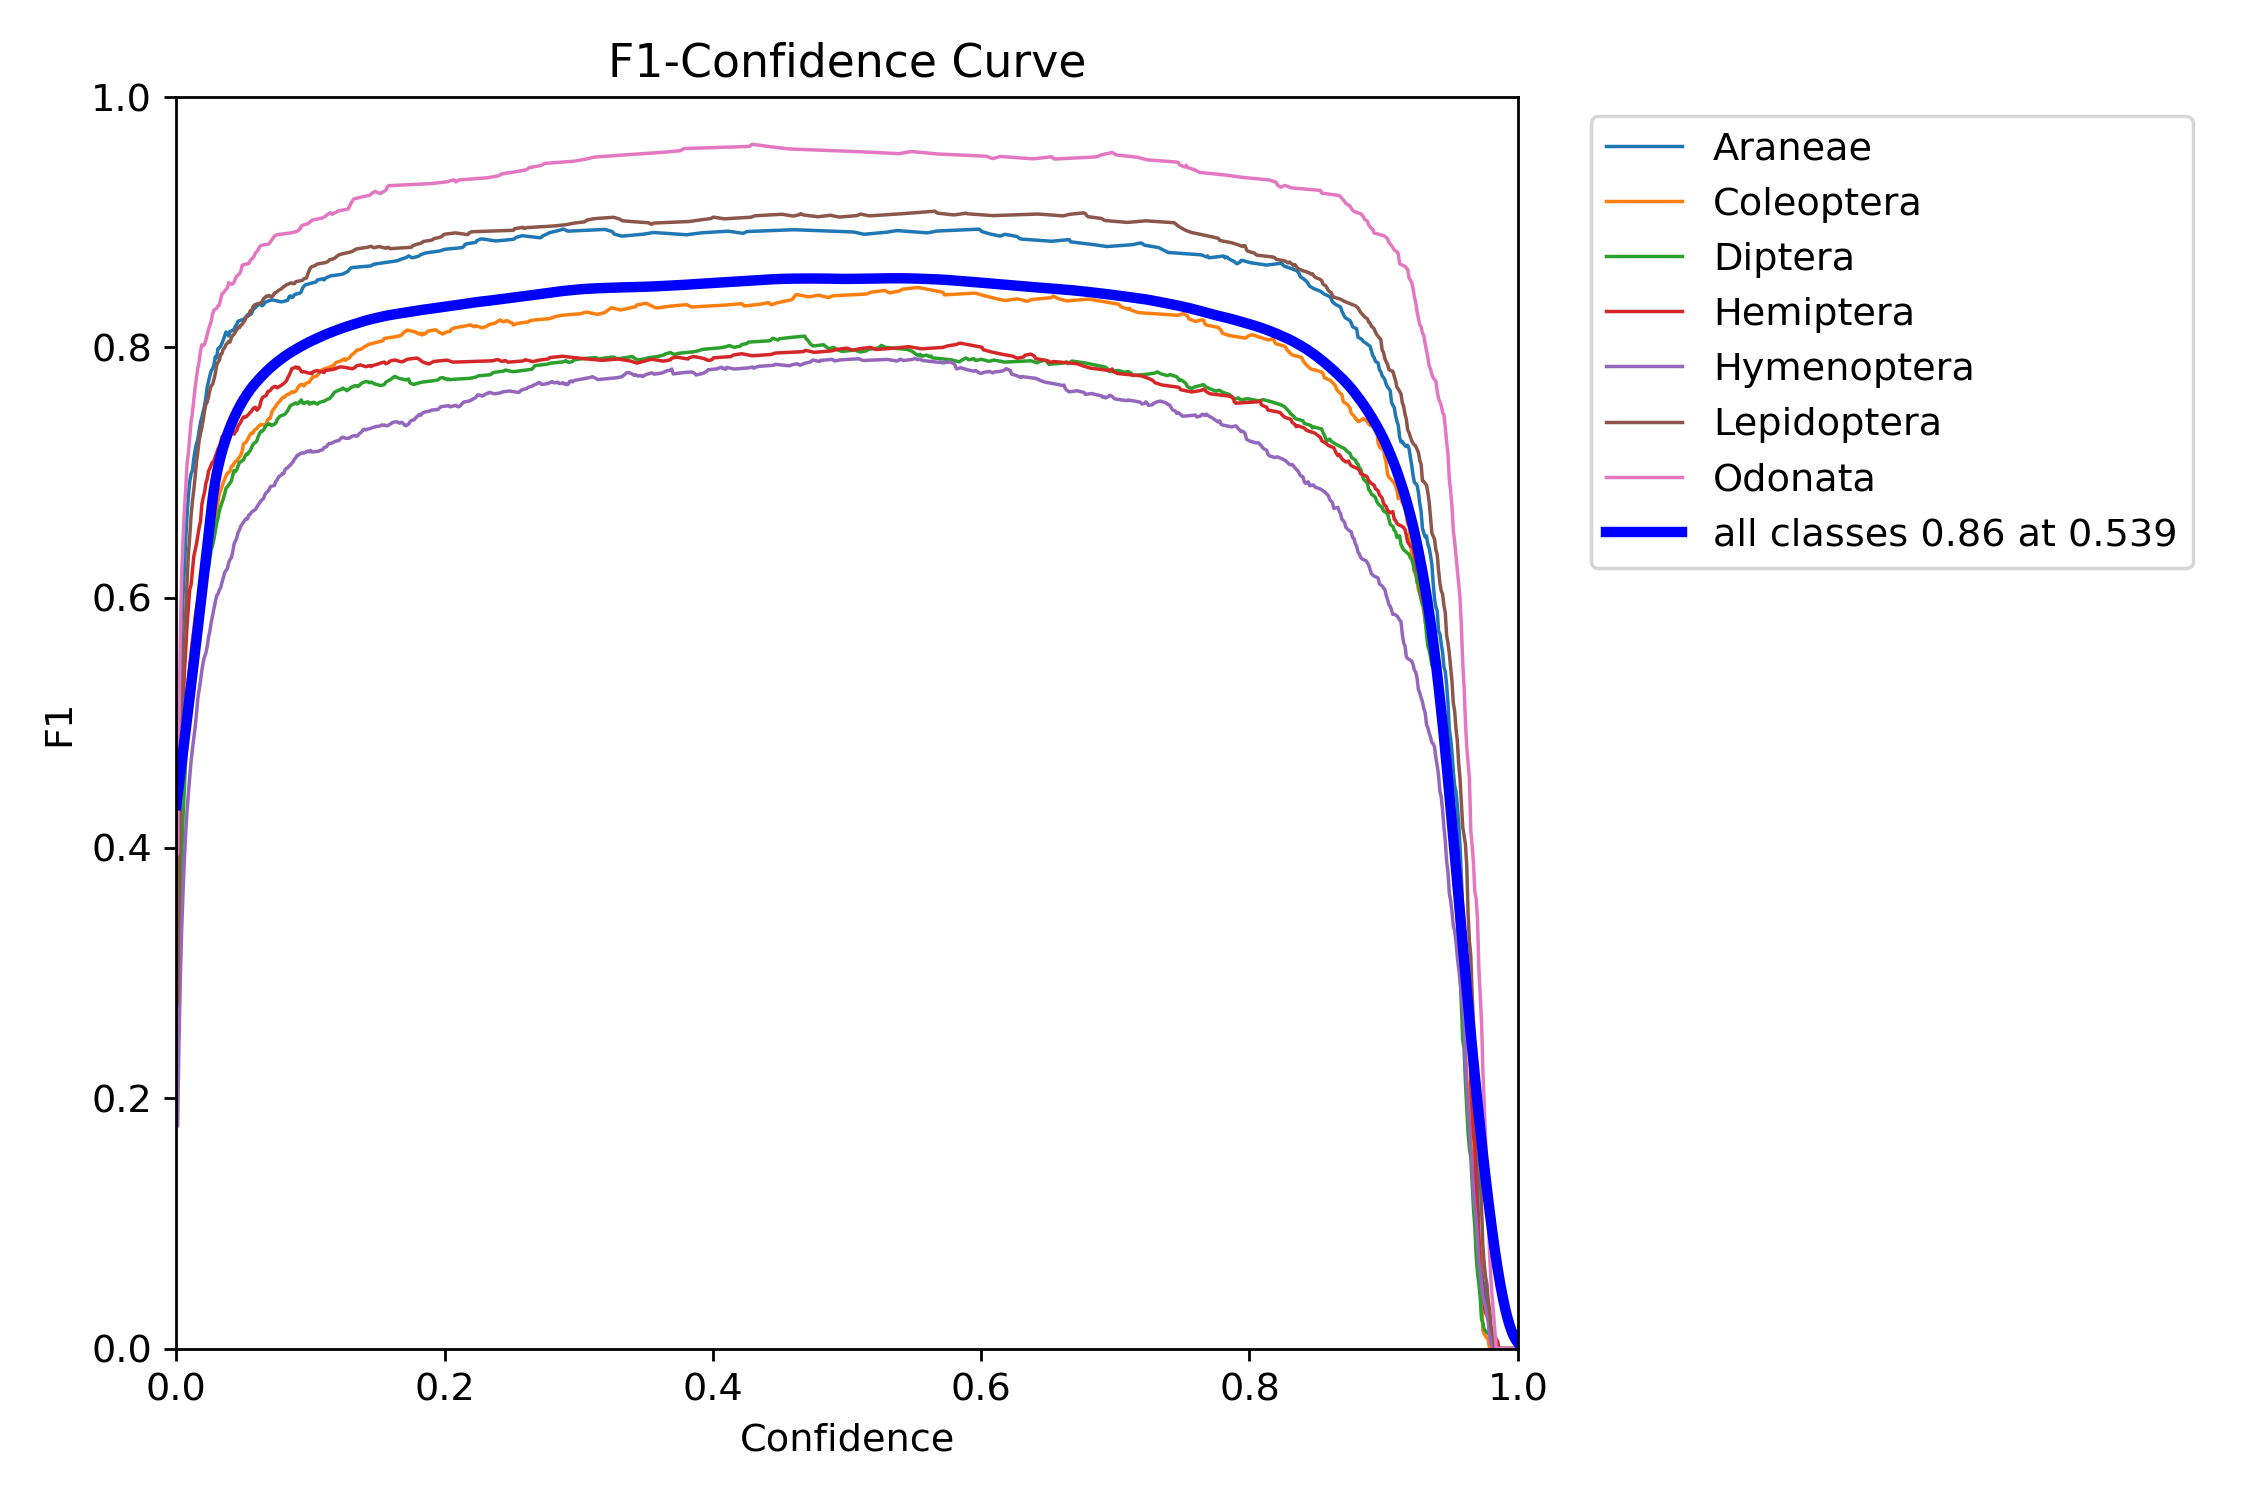 F1-Confidence Curve
1.0
0.8
0.6
0.4
0.2
0.0
F1
0.0 0.2 0.4 0.6 0.8 1.0
Confidence
Araneae
Coleoptera
Diptera
Hemiptera
Hymenoptera
Lepidoptera
Odonata
all classes 0.86 at 0.539